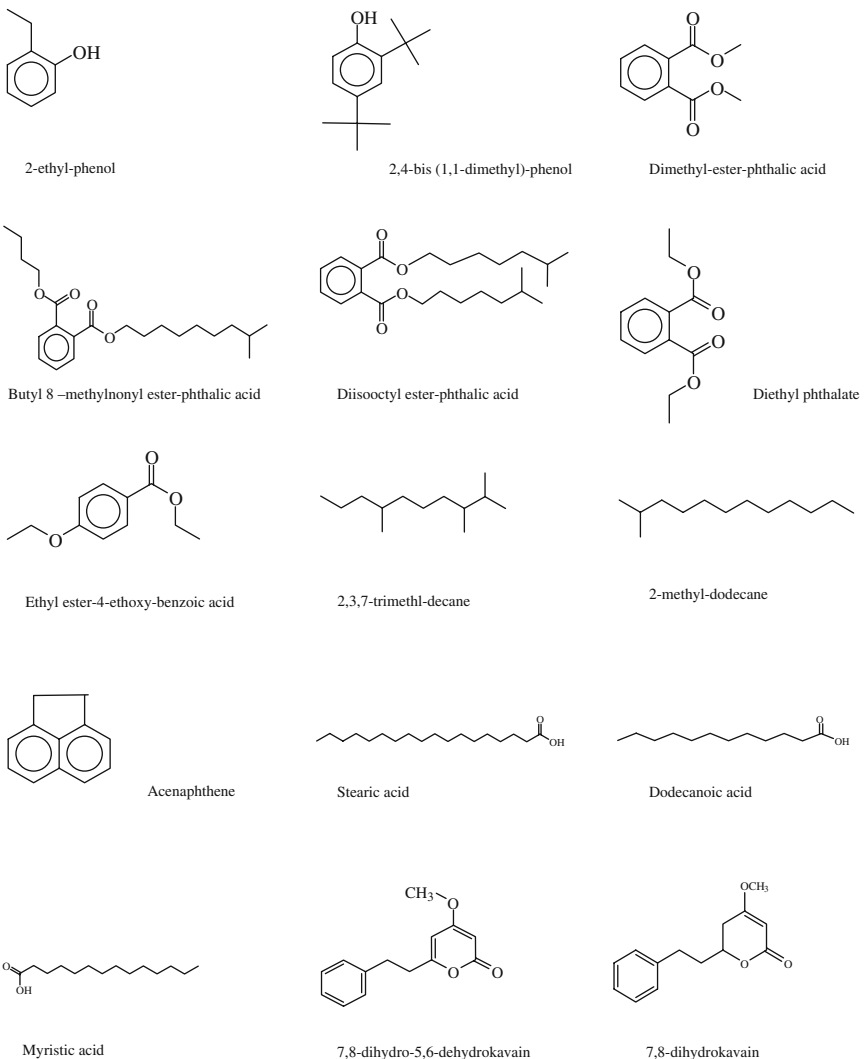 OH
2-ethyl-phenol
OH
2,4-bis (1,1-dimethyl)-phenol
O
O
O
O
Dimethyl-ester-phthalic acid
O
O
O
O
Butyl 8 –methylnonyl ester-phthalic acid
O
O
O
O
Diisooctyl ester-phthalic acid
O
O
O
O
Diethyl phthalate
O
O
O
Ethyl ester-4-ethoxy-benzoic acid
2,3,7-trimethl-decane
2-methyl-dodecane
Acenaphthene
O
OH
Stearic acid
O
OH
Dodecanoic acid
O
OH
Myristic acid
CH3
O
O
O
7,8-dihydro-5,6-dehydrokavain
OCH3
O
O
7,8-dihydrokavain